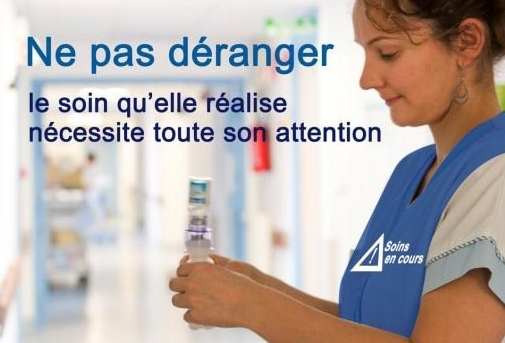 Ne pas déranger
le soin qu'elle réalise
nécessite toute son attention
Soins
en cours